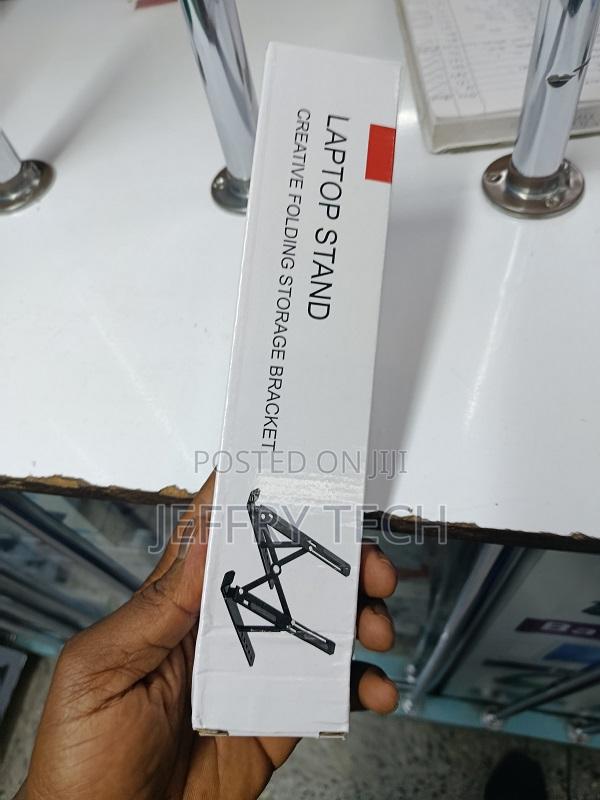 LAPTOP STAND
CREATIVE FOLDING STORAGE BRACKET
POSTED ON JIJI
JEFFRY TECH